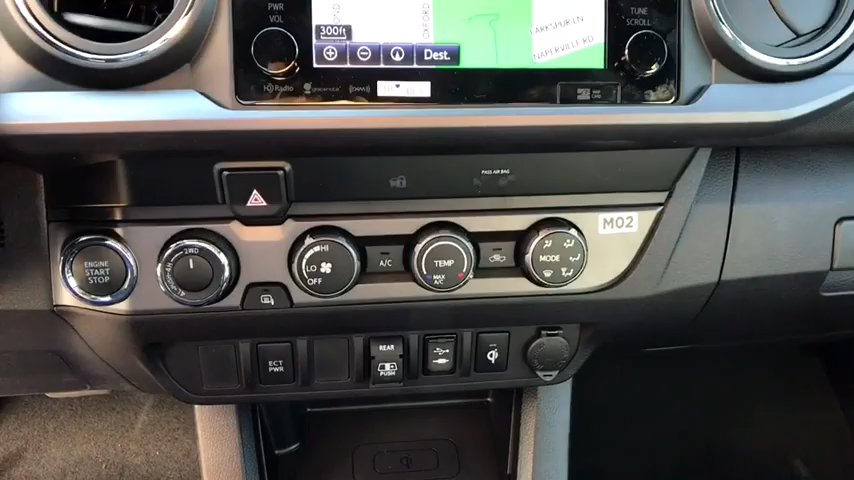 PWR
VOL
300ft
OXFORD
Dest.
LARKSPUR LN
NAPERVILLE RD
TUNE
SCROLL
HD Radio
PASS AIR BAG
ENGINE
START
STOP
2WD
LO
HI
OFF
A/C
TEMP
MAX
A/C
MODE
M02
ECT
PWR
REAR
PUSH